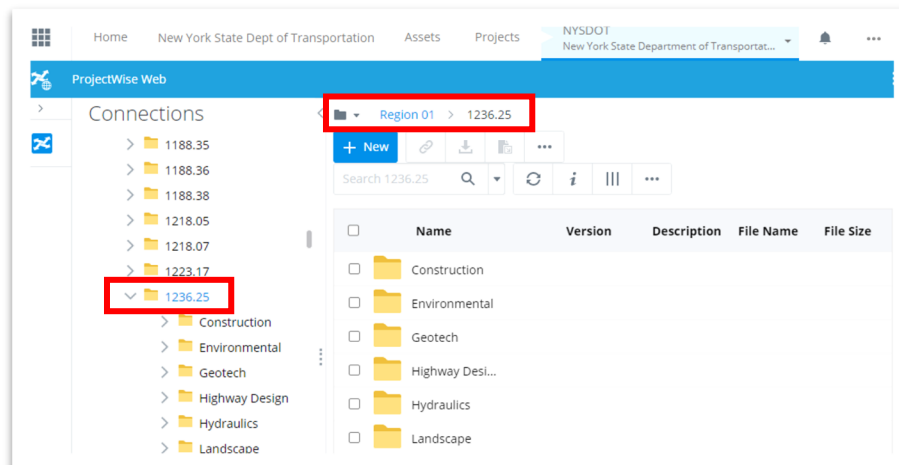 Home New York State Dept of Transportation Assets Projects NYSDOT
New York State Department of Transportat...
ProjectWise Web
Connections
1188.35
1188.36
1188.38
1218.05
1218.07
1223.17
1236.25
Construction
Environmental
Geotech
Highway Design
Hydraulics
Landscape
Region 01 > 1236.25
+ New
Search 1236.25
Name Version Description File Name File Size
Construction
Environmental
Geotech
Highway Desi...
Hydraulics
Landscape